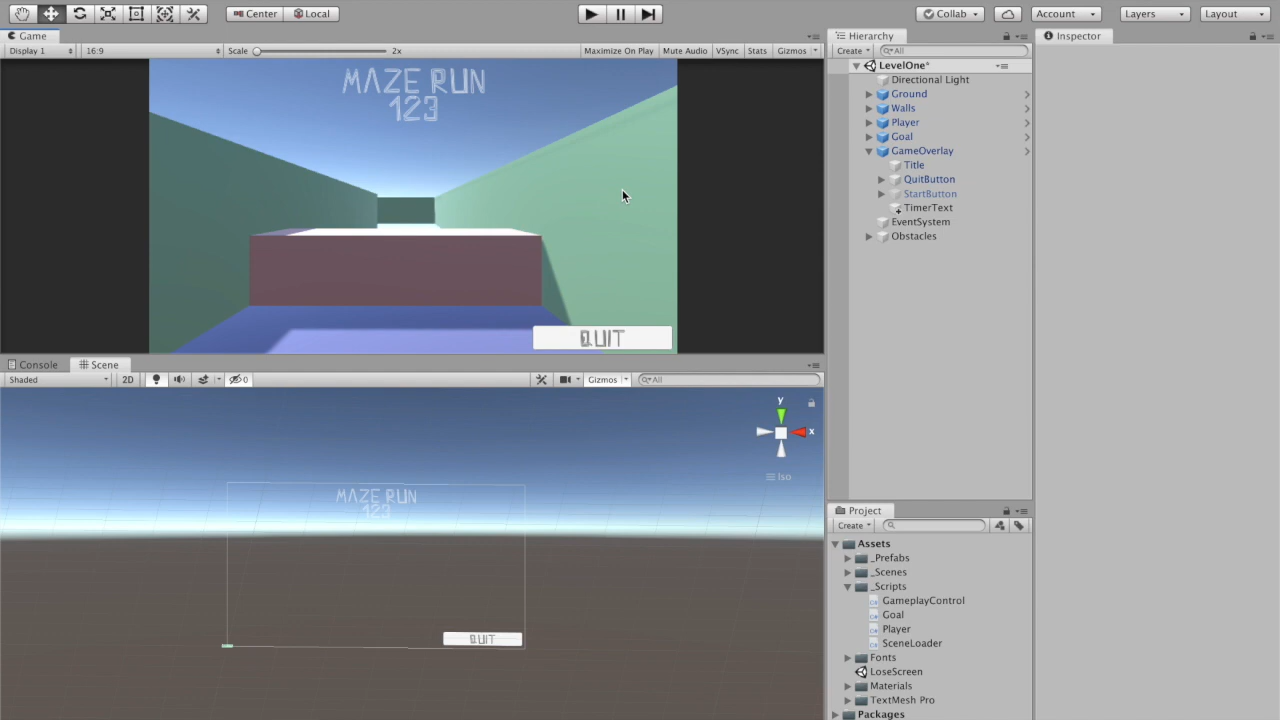 Center Local Collab Account Layers Layout
Game
Display 1 16:9 Scale 2x Maximize On Play Mute Audio VSync Stats Gizmos
MAZE RUN
123
QUIT
Console Scene
Shaded 2D 0 Gizmos All
y
x
Iso
MAZE RUN
123
QUIT
Hierarchy
Create All
LevelOne*
Directional Light
Ground
Walls
Player
Goal
GameOverlay
Title
QuitButton
StartButton
TimerText
EventSystem
Obstacles
Project
Create
Assets
_Prefabs
_Scenes
_Scripts
GameplayControl
Goal
Player
SceneLoader
Fonts
LoseScreen
Materials
TextMesh Pro
Packages
Inspector